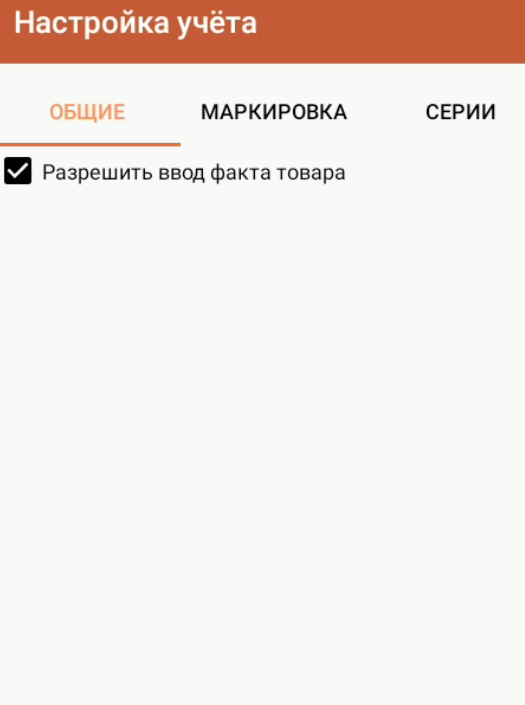 Настройка учёта
ОБЩИЕ МАРКИРОВКА СЕРИИ
Разрешить ввод факта товара